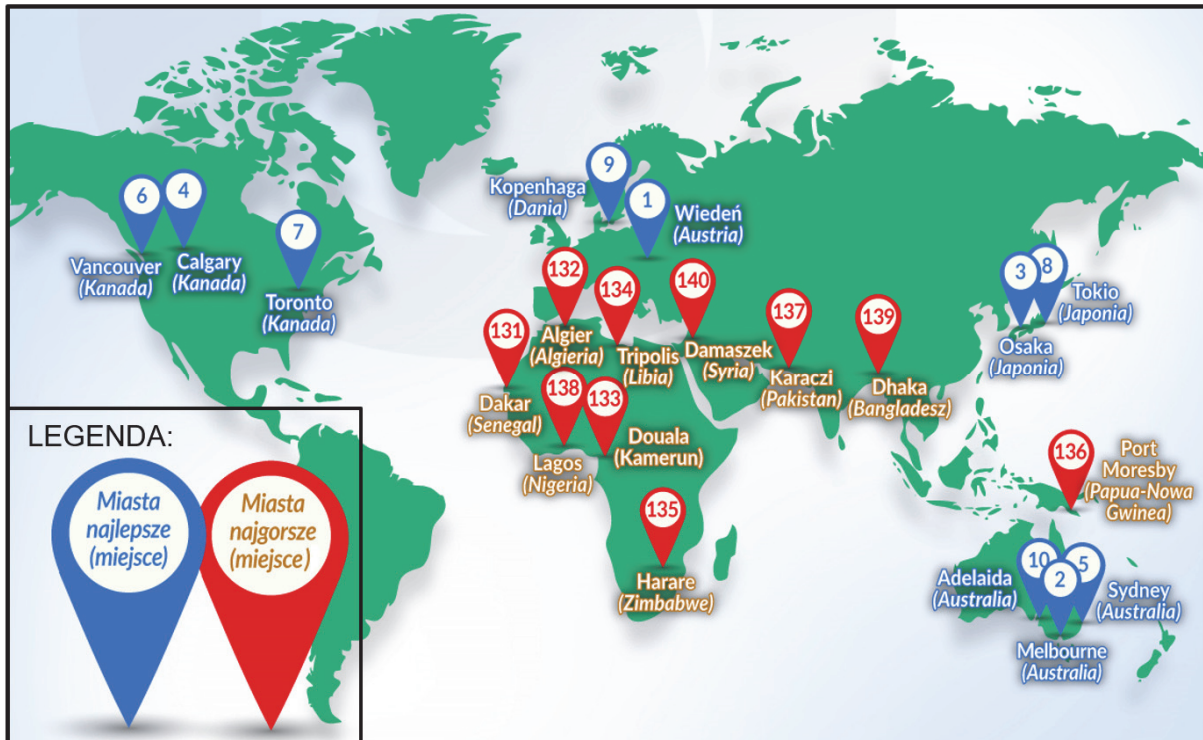 9
Kopenhaga
(Dania)
1
Wiedeń
(Austria)
6
Vancouver
(Kanada)
4
Calgary
(Kanada)
7
Toronto
(Kanada)
132
Algier
(Algieria)
134
Tripolis
(Libia)
140
Damaszek
(Syria)
137
Karaczi
(Pakistan)
139
Dhaka
(Bangladesz)
3
Osaka
(Japonia)
8
Tokio
(Japonia)
131
Dakar
(Senegal)
138
Lagos
(Nigeria)
133
Douala
(Kamerun)
136
Port
Moresby
(Papua-Nowa
Gwinea)
135
Harare
(Zimbabwe)
10
Adelaida
(Australia)
2
Melbourne
(Australia)
5
Sydney
(Australia)
LEGENDA:
Miasta
najlepsze
(miejsce)
Miasta
najgorsze
(miejsce)